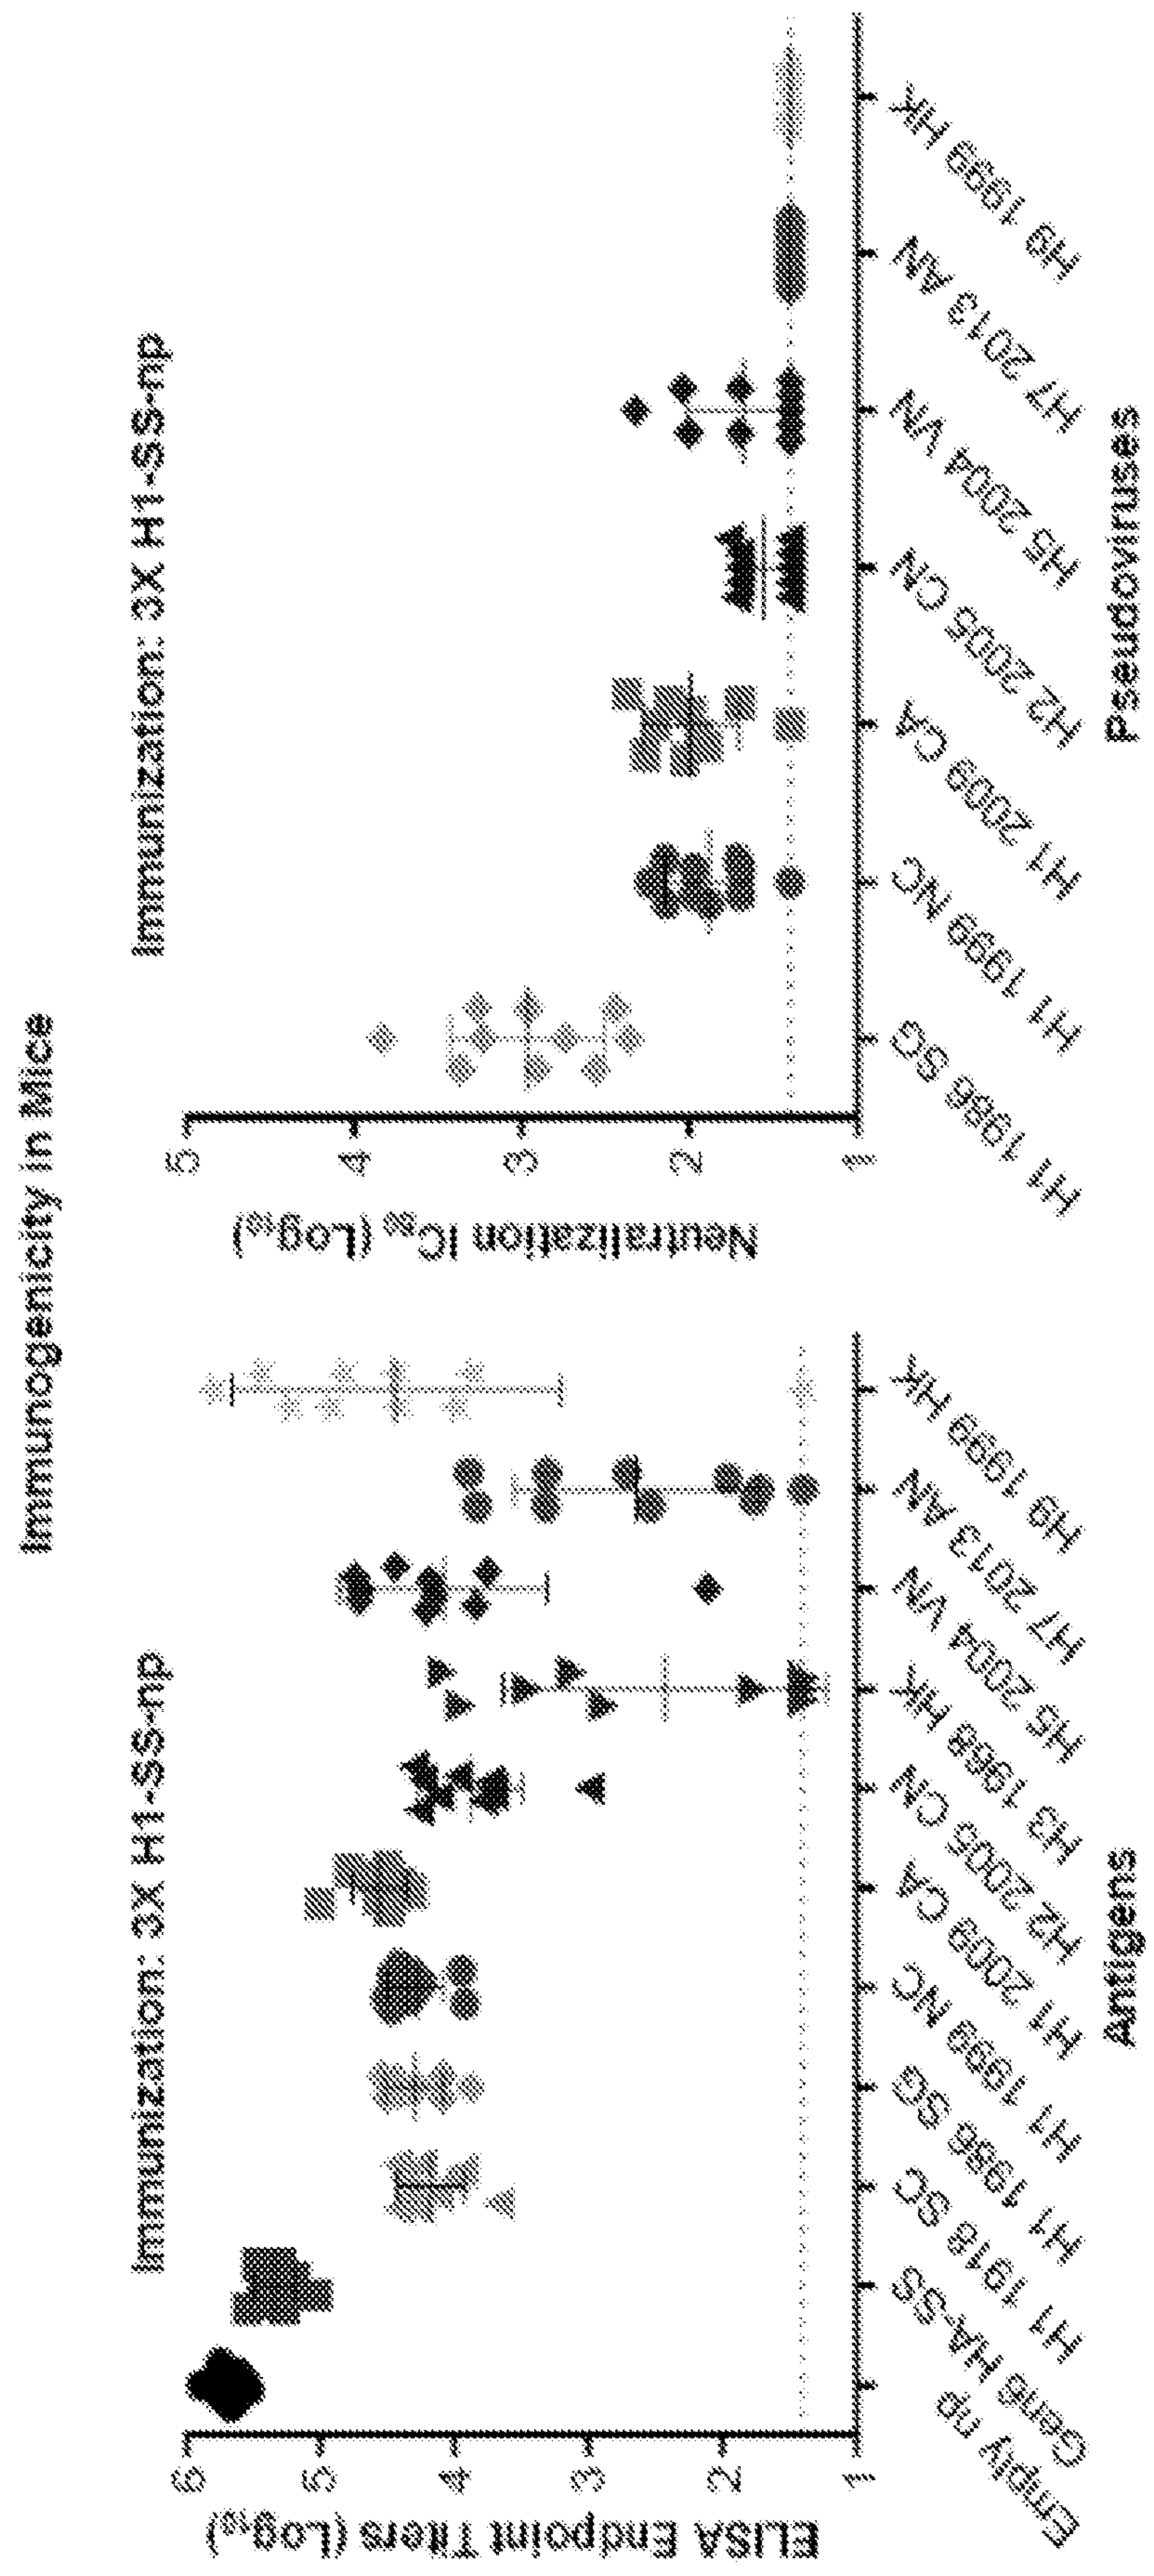 Immunogenicity in Mice
Immunization: 3X H1-SS-np
ELISA Endpoint Titers (Log10)
6
5
4
3
2
1
Empty np
Gen6 HA-SS
H1 1918 SC
H1 1986 SG
H1 1999 NC
H1 2009 CA
H2 2005 CN
H3 1968 HK
H5 2004 VN
H7 2013 AN
H9 1999 HK
Antigens
Immunization: 3X H1-SS-np
Neutralization IC50 (Log10)
5
4
3
2
1
H1 1986 SG
H1 1999 NC
H1 2009 CA
H2 2005 CN
H5 2004 VN
H7 2013 AN
H9 1999 HK
Pseudoviruses